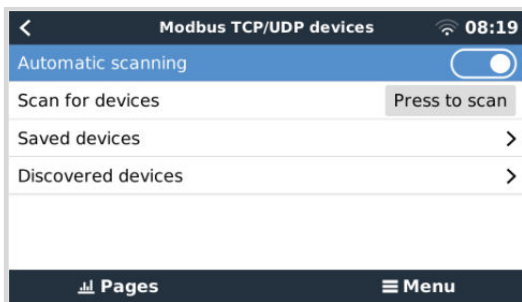 Modbus TCP/UDP devices 08:19
Automatic scanning
Scan for devices Press to scan
Saved devices
Discovered devices
Pages Menu